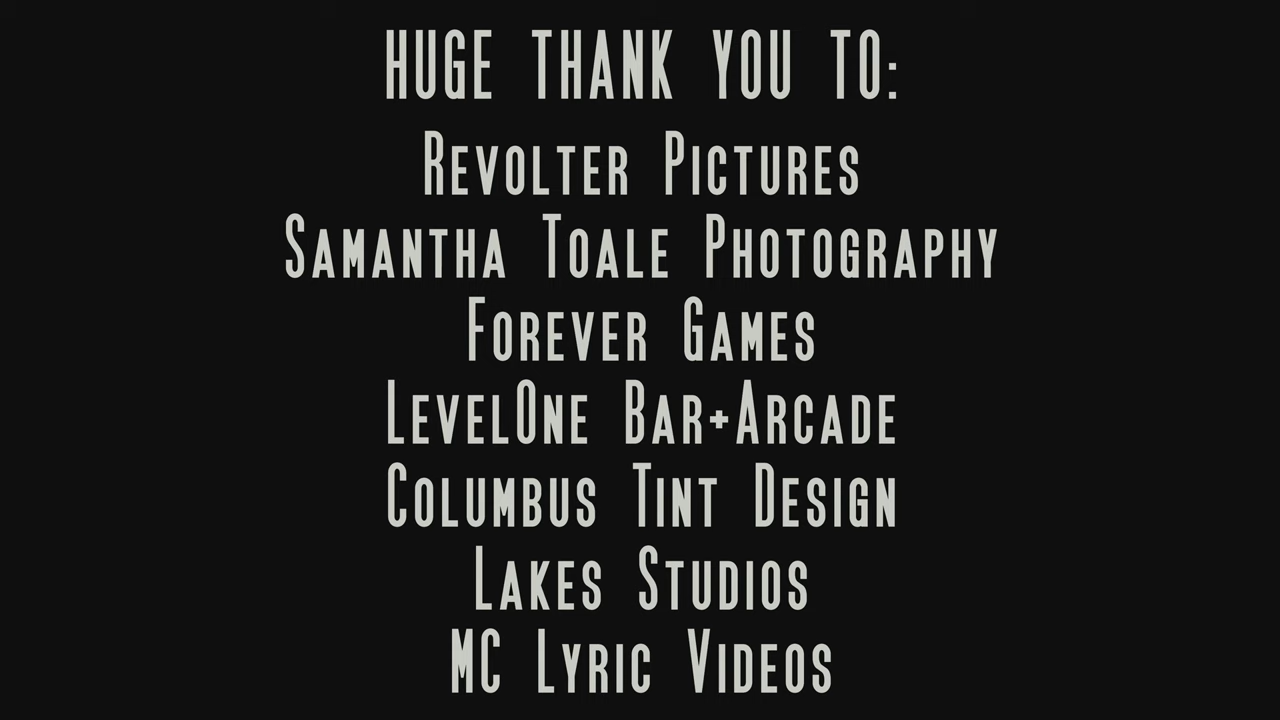 HUGE THANK YOU TO:
Revolter Pictures
Samantha Toale Photography
Forever Games
LevelOne Bar+Arcade
Columbus Tint Design
Lakes Studios
MC Lyric Videos